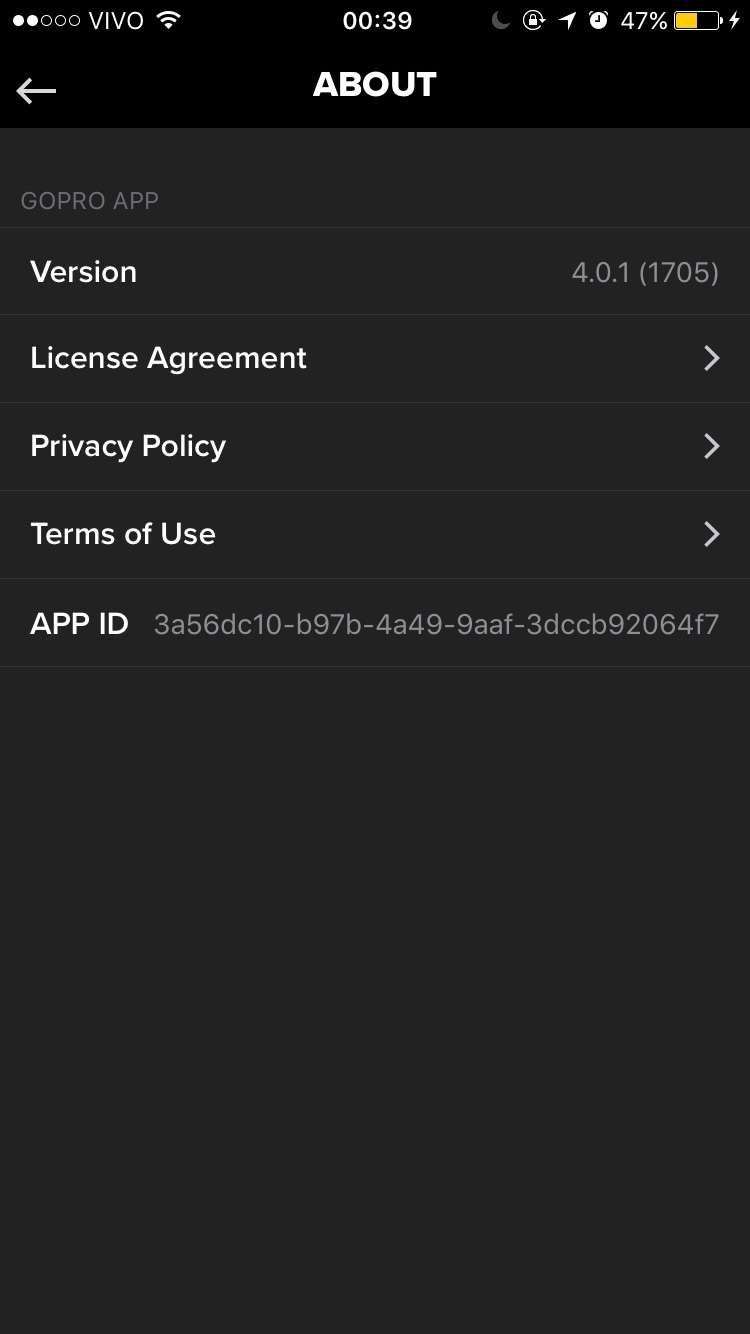 VIVO 00:39 47%
ABOUT
GOPRO APP
Version 4.0.1 (1705)
License Agreement
Privacy Policy
Terms of Use
APP ID 3a56dc10-b97b-4a49-9aaf-3dccb92064f7